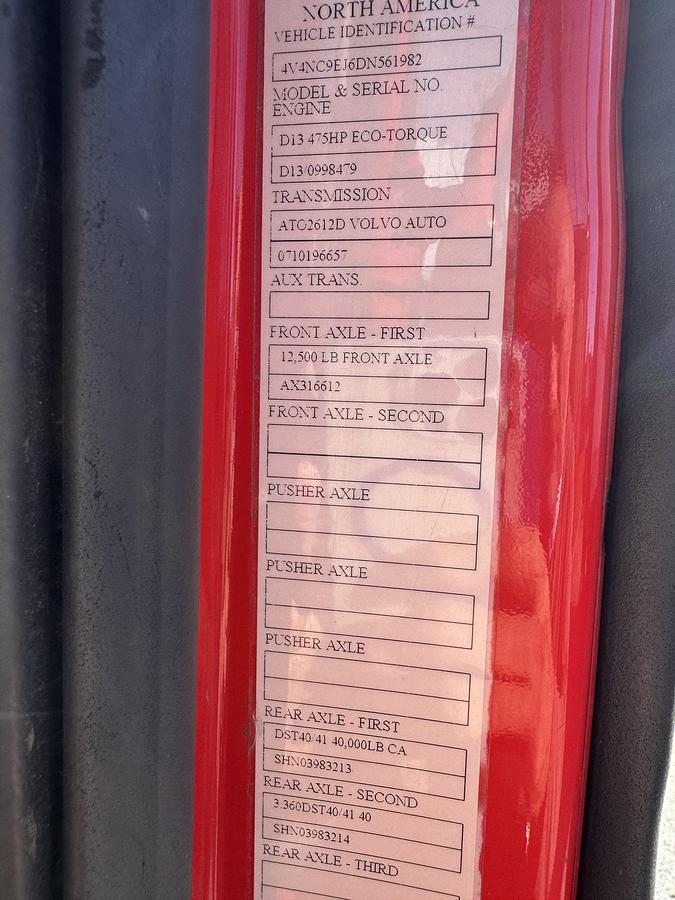 NORTH AMERICA
VEHICLE IDENTIFICATION #
4V4NC9EJ6DN561982
MODEL & SERIAL NO.
ENGINE
D13 475HP ECO-TORQUE
D13/0998479
TRANSMISSION
ATO2612D VOLVO AUTO
0710196657
AUX TRANS.
FRONT AXLE - FIRST
12,500 LB FRONT AXLE
AX316612
FRONT AXLE - SECOND
PUSHER AXLE
PUSHER AXLE
PUSHER AXLE
REAR AXLE - FIRST
DST40/41 40,000LB CA
SHN03983213
REAR AXLE - SECOND
3.360DST40/41 40
SHN03983214
REAR AXLE - THIRD